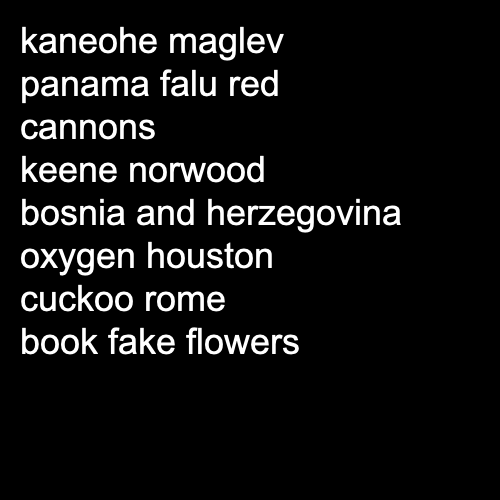 kaneohe maglev
panama falu red
cannons
keene norwood
bosnia and herzegovina
oxygen houston
cuckoo rome
book fake flowers